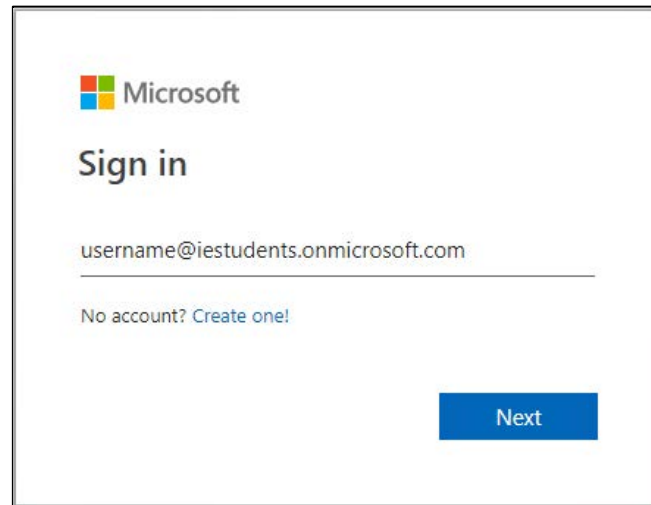 Microsoft
Sign in
username@iestudents.onmicrosoft.com
No account? Create one!
Next